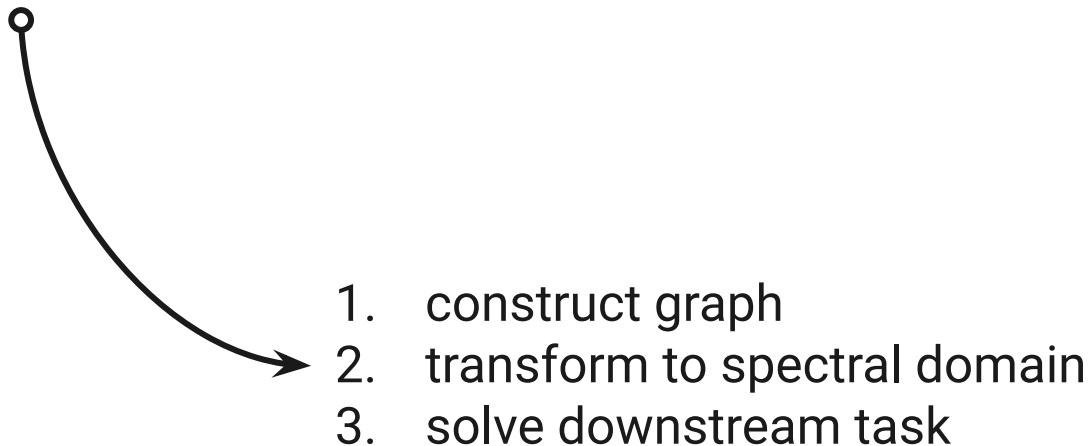 1. construct graph
2. transform to spectral domain
3. solve downstream task